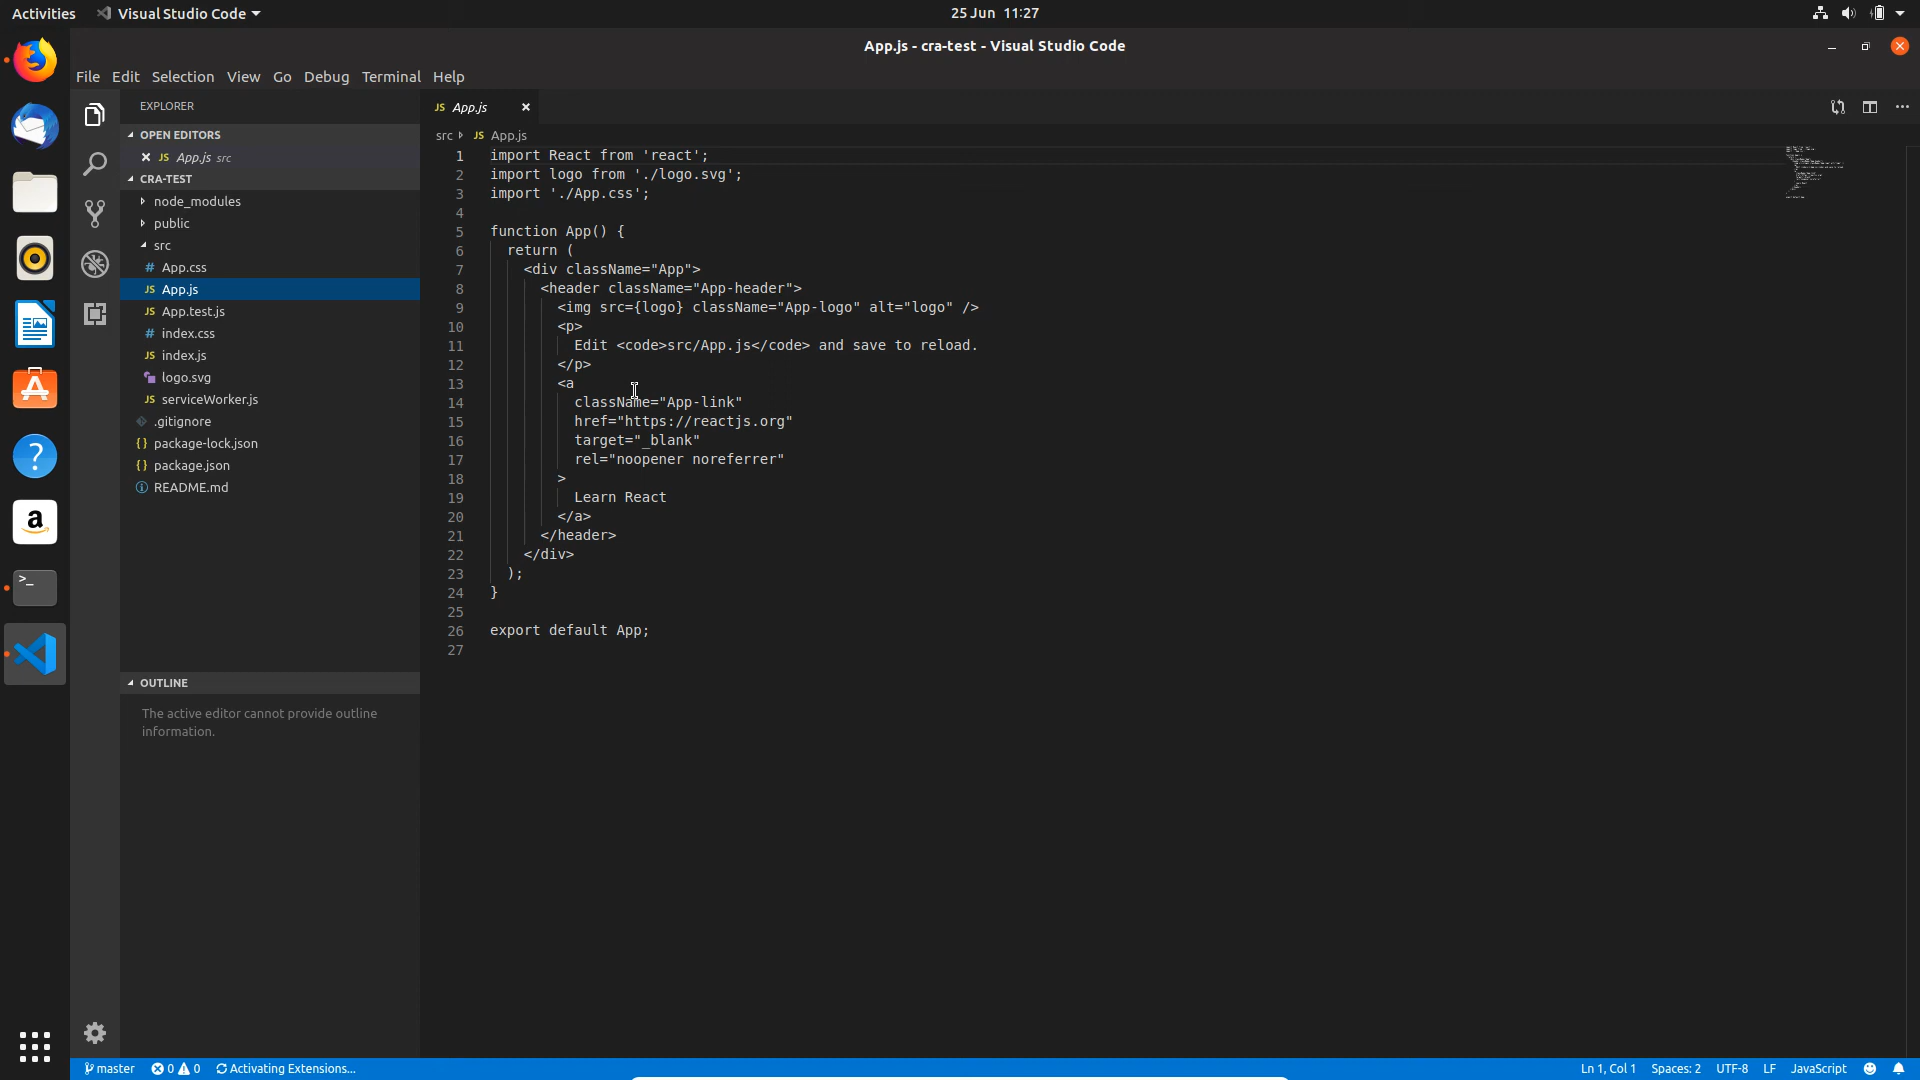 Activities
Visual Studio Code
25 Jun 11:27
App.js - cra-test - Visual Studio Code
File Edit Selection View Go Debug Terminal Help
EXPLORER
OPEN EDITORS
JS App.js src
CRA-TEST
node_modules
public
src
# App.css
JS App.js
JS App.test.js
# index.css
JS index.js
logo.svg
JS serviceWorker.js
.gitignore
{} package-lock.json
{} package.json
README.md
OUTLINE
The active editor cannot provide outline
information.
JS App.js
src JS App.js
1 import React from 'react';
2 import logo from './logo.svg';
3 import './App.css';
4
5 function App() {
6 return (
7 <div className="App">
8 <header className="App-header">
9 <img src={logo} className="App-logo" alt="logo" />
10 <p>
11 Edit <code>src/App.js</code> and save to reload.
12 </p>
13 <a
14 className="App-link"
15 href="https://reactjs.org"
16 target="_blank"
17 rel="noopener noreferrer"
18 >
19 Learn React
20 </a>
21 </header>
22 </div>
23 );
24 }
25
26 export default App;
27
master 0 0 Activating Extensions... Ln 1, Col 1 Spaces: 2 UTF-8 LF JavaScript